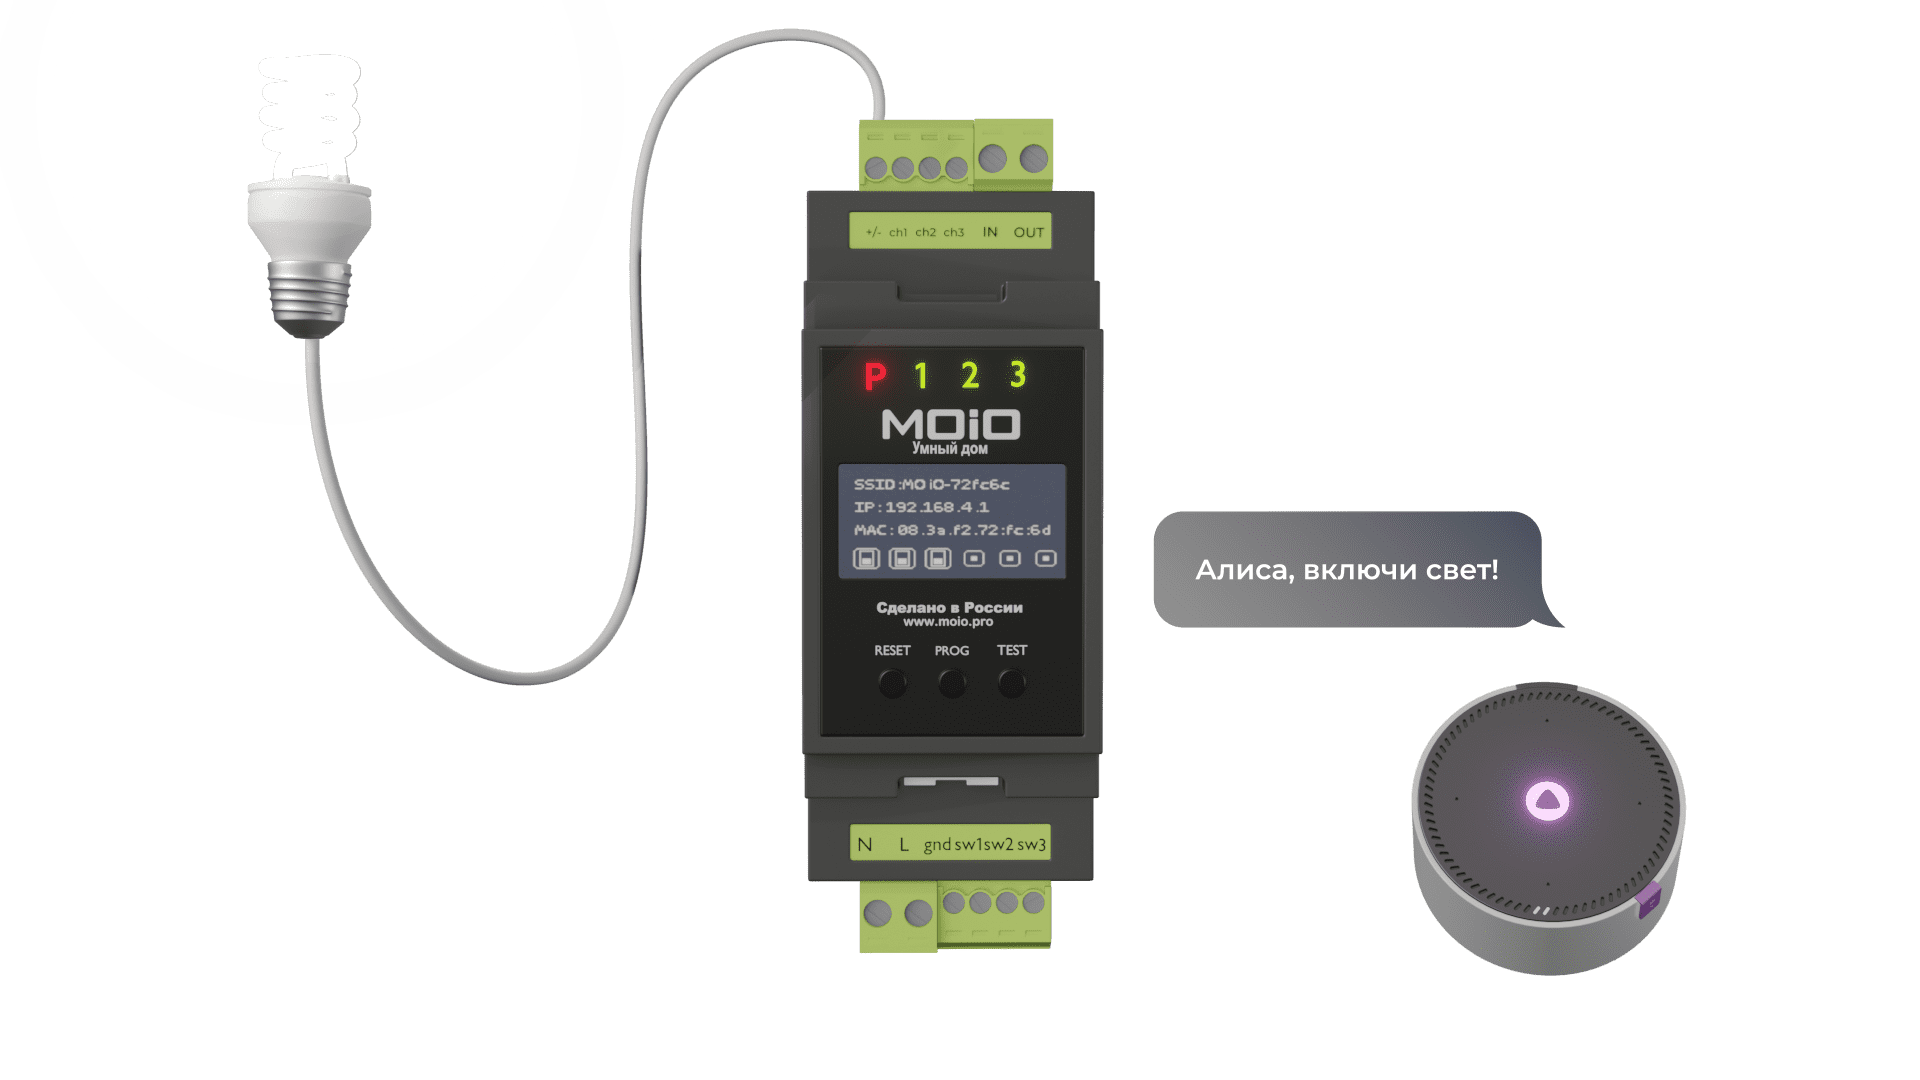 +/- ch1 ch2 ch3 IN OUT
P 1 2 3
MOiO
Умный дом
SSID:MOiO-72fc6c
IP:192.168.4.1
MAC:08.3a.f2.72:fc:6d
Сделано в России
www.moio.pro
RESET PROG TEST
Алиса, включи свет!
N L gnd sw1 sw2 sw3